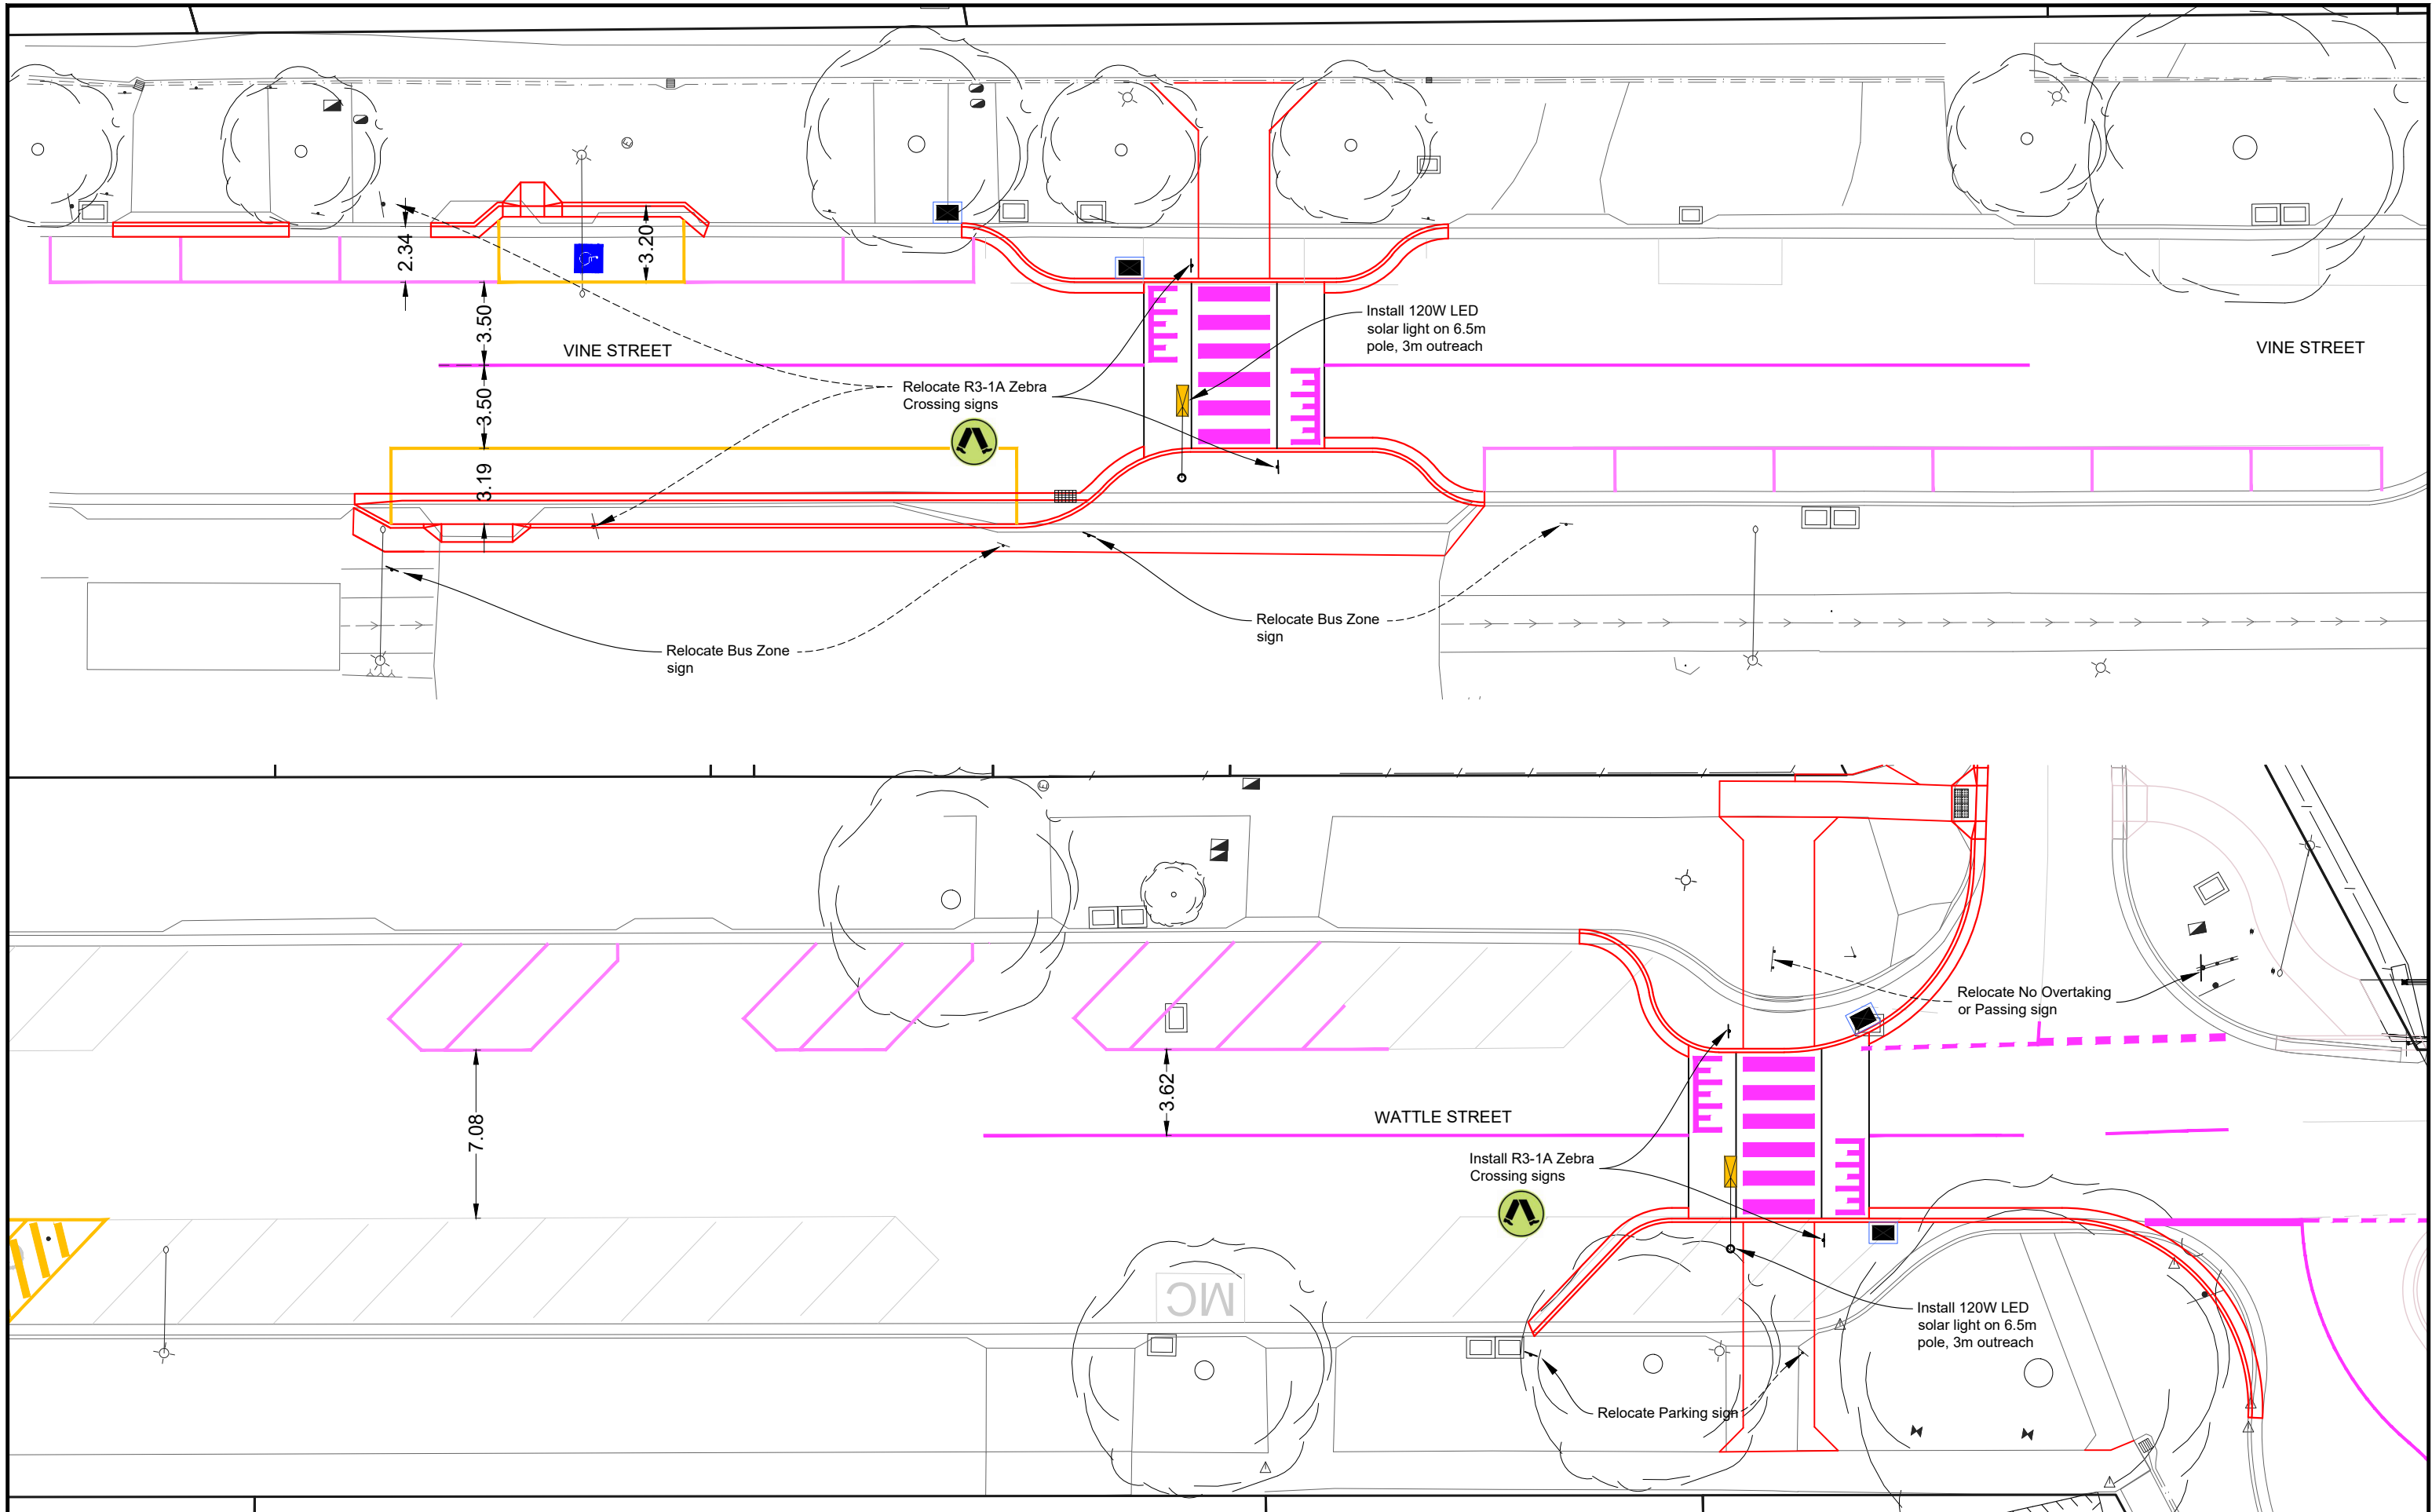 2.34
3.20
3.50
VINE STREET
Install 120W LED
solar light on 6.5m
pole, 3m outreach
VINE STREET
Relocate R3-1A Zebra
Crossing signs
3.50
3.19
Relocate Bus Zone
sign
Relocate Bus Zone
sign
Relocate No Overtaking
or Passing sign
3.62
7.08
WATTLE STREET
Install R3-1A Zebra
Crossing signs
MC
Install 120W LED
solar light on 6.5m
pole, 3m outreach
Relocate Parking sign